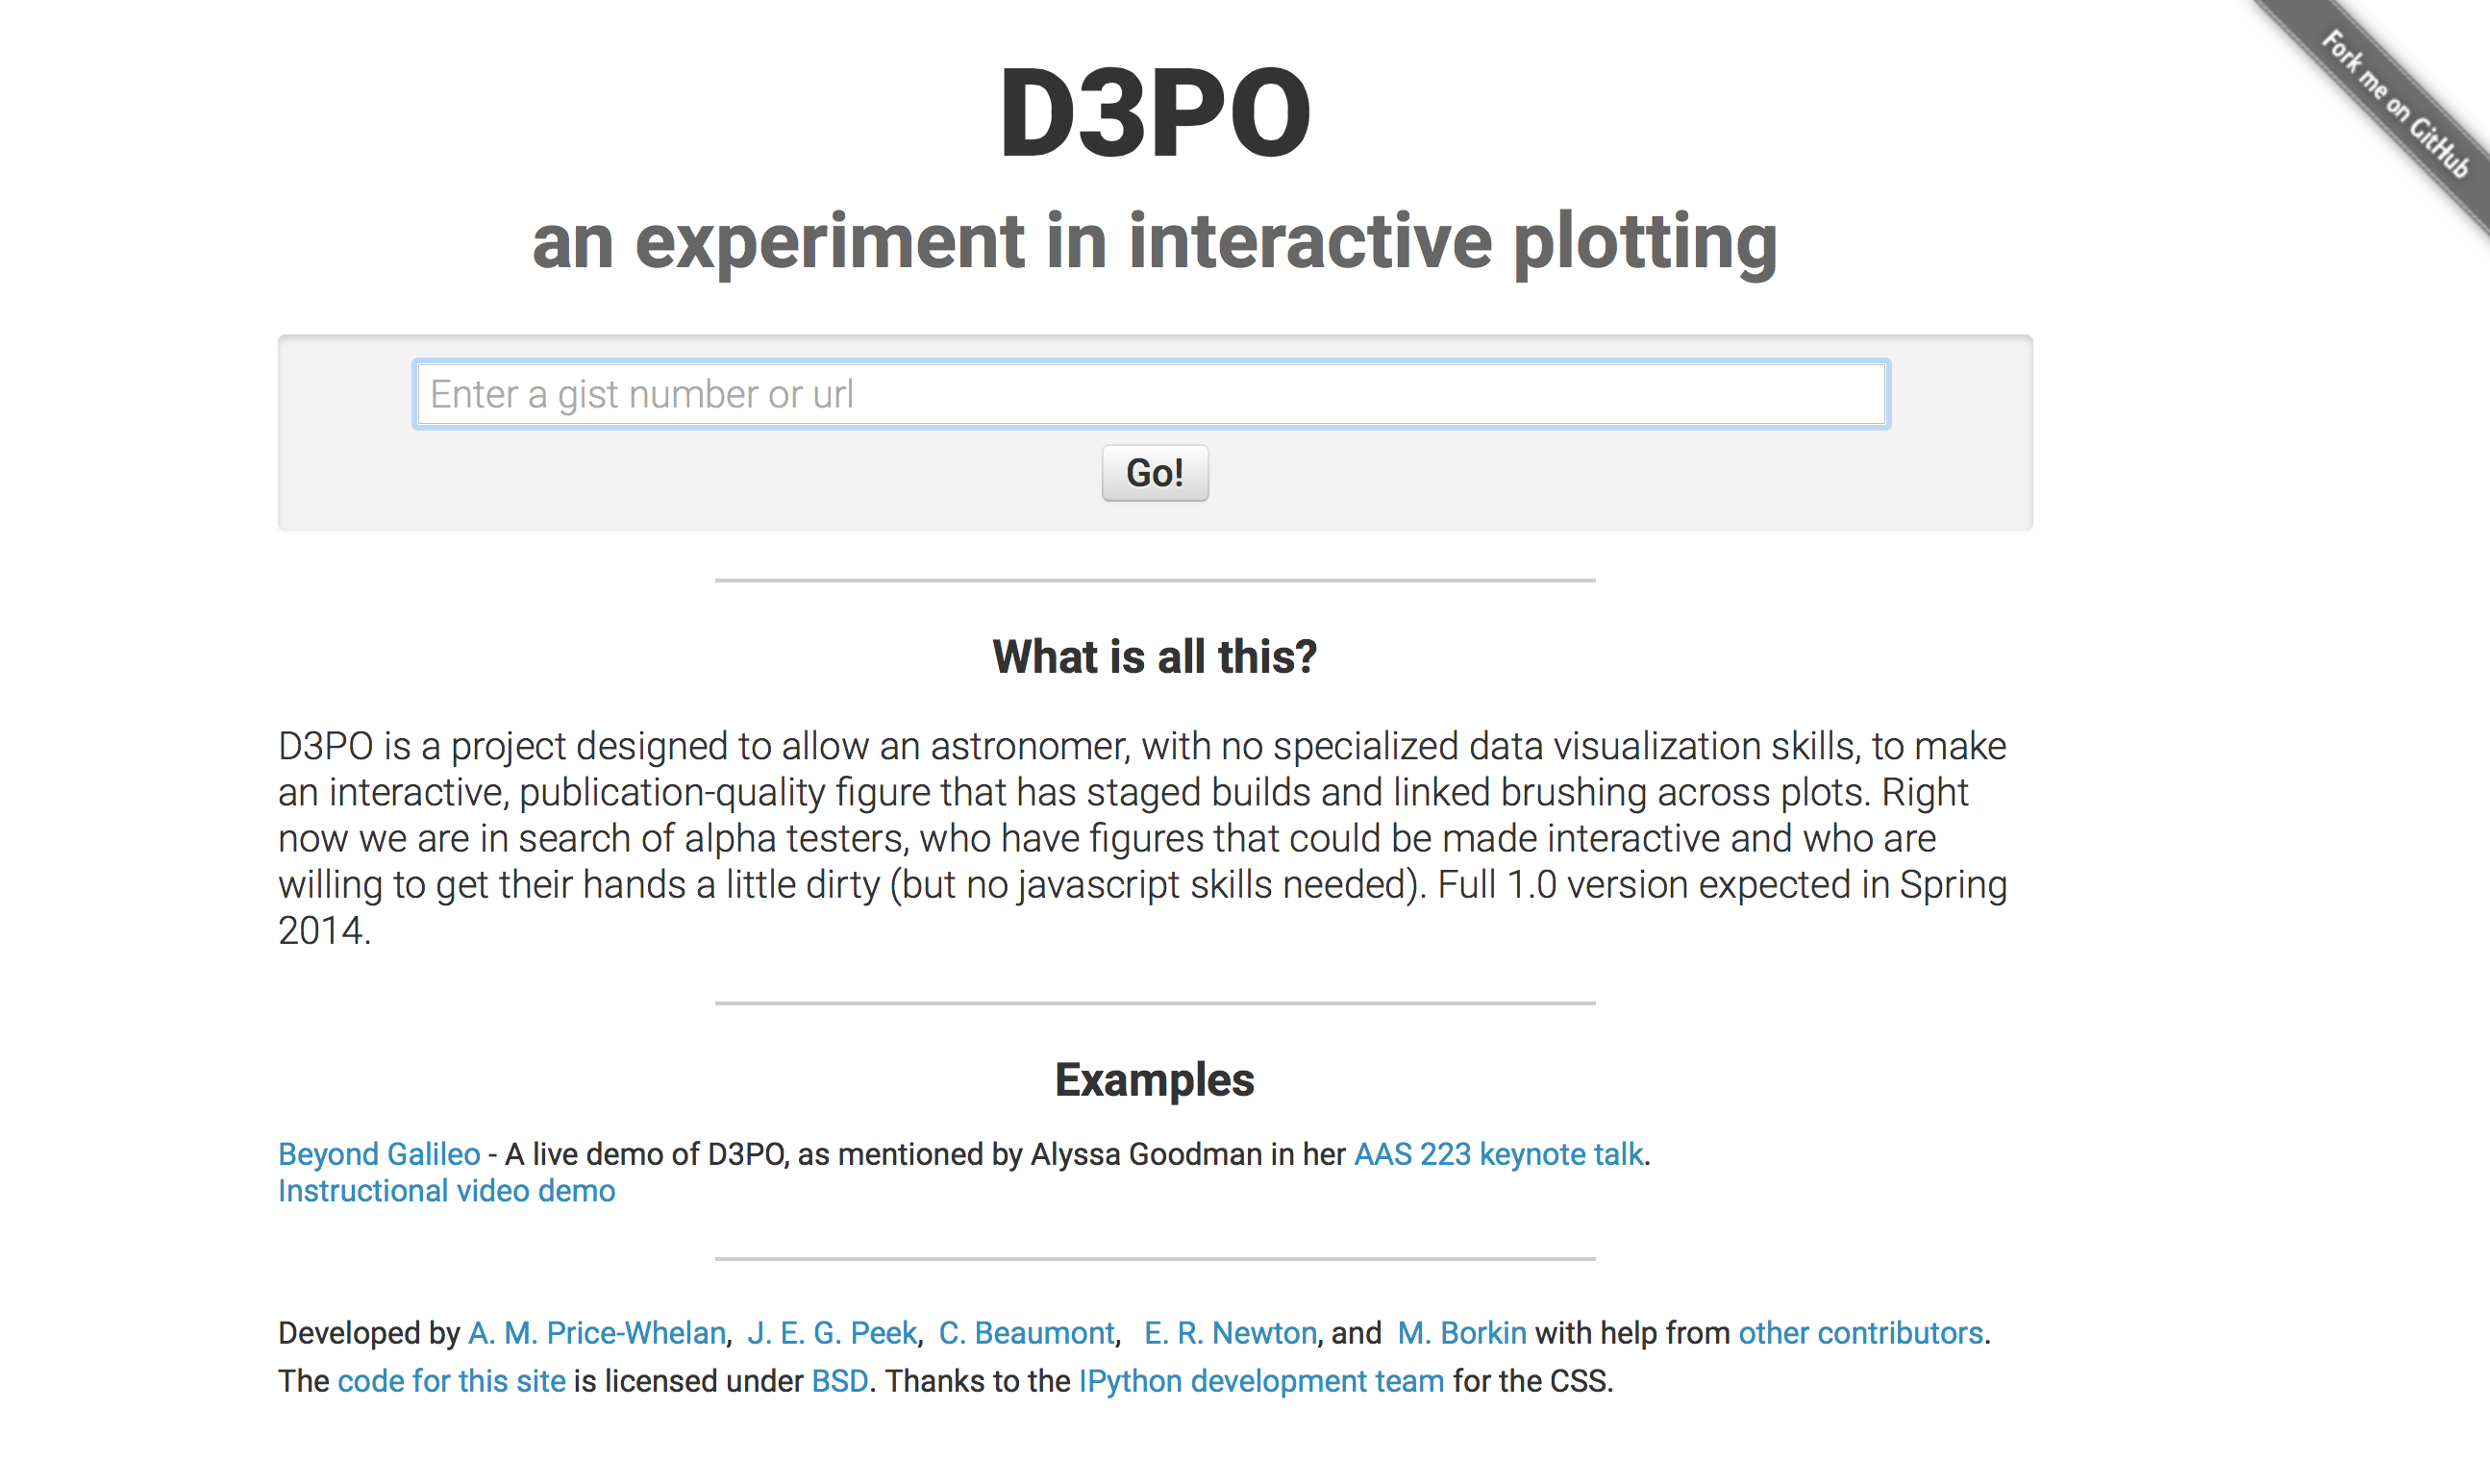 Fork me on GitHub
D3PO
an experiment in interactive plotting
Enter a gist number or url
Go!
What is all this?
D3PO is a project designed to allow an astronomer, with no specialized data visualization skills, to make
an interactive, publication-quality figure that has staged builds and linked brushing across plots. Right
now we are in search of alpha testers, who have figures that could be made interactive and who are
willing to get their hands a little dirty (but no javascript skills needed). Full 1.0 version expected in Spring
2014.
Examples
Beyond Galileo - A live demo of D3PO, as mentioned by Alyssa Goodman in her AAS 223 keynote talk.
Instructional video demo
Developed by A. M. Price-Whelan, J. E. G. Peek, C. Beaumont, E. R. Newton, and M. Borkin with help from other contributors.
The code for this site is licensed under BSD. Thanks to the IPython development team for the CSS.